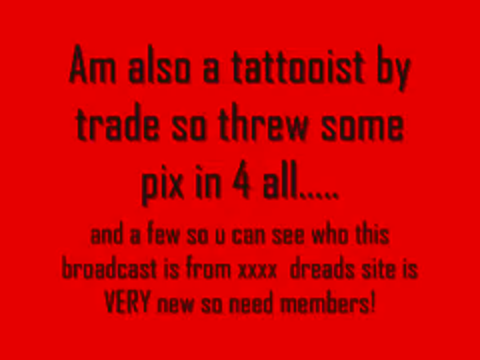 Am also a tattooist by
trade so threw some
pix in 4 all.....
and a few so u can see who this
broadcast is from xxxx dreads site is
VERY new so need members!